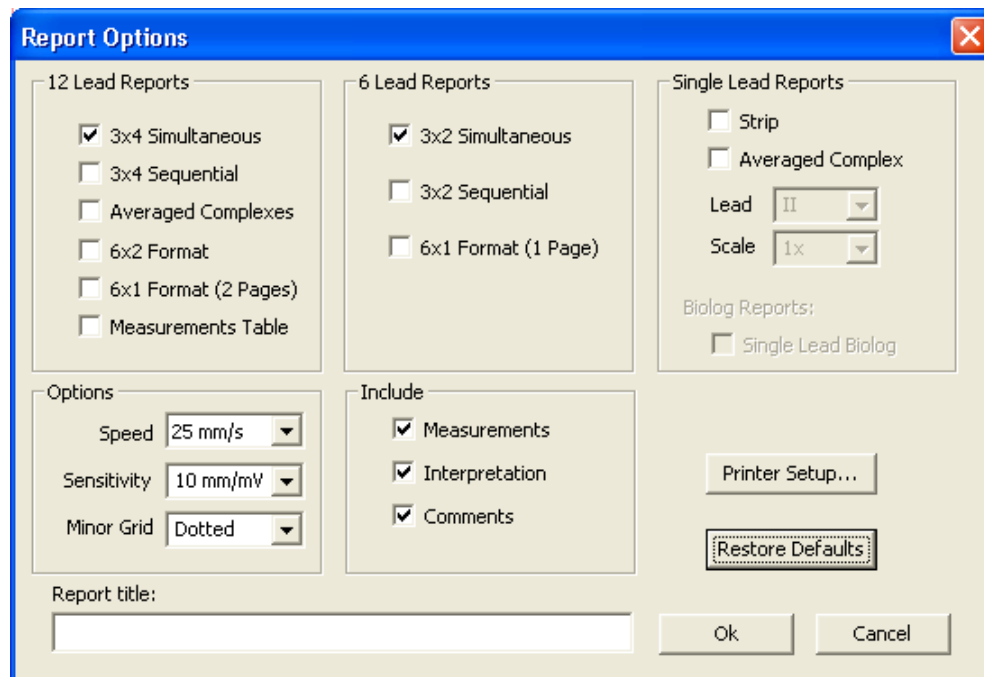 Report Options
12 Lead Reports
3x4 Simultaneous
3x4 Sequential
Averaged Complexes
6x2 Format
6x1 Format (2 Pages)
Measurements Table
6 Lead Reports
3x2 Simultaneous
3x2 Sequential
6x1 Format (1 Page)
Single Lead Reports
Strip
Averaged Complex
Lead II
Scale 1x
Biolog Reports:
Single Lead Biolog
Options
Speed 25 mm/s
Sensitivity 10 mm/mV
Minor Grid Dotted
Include
Measurements
Interpretation
Comments
Printer Setup...
Restore Defaults
Report title:
Ok Cancel